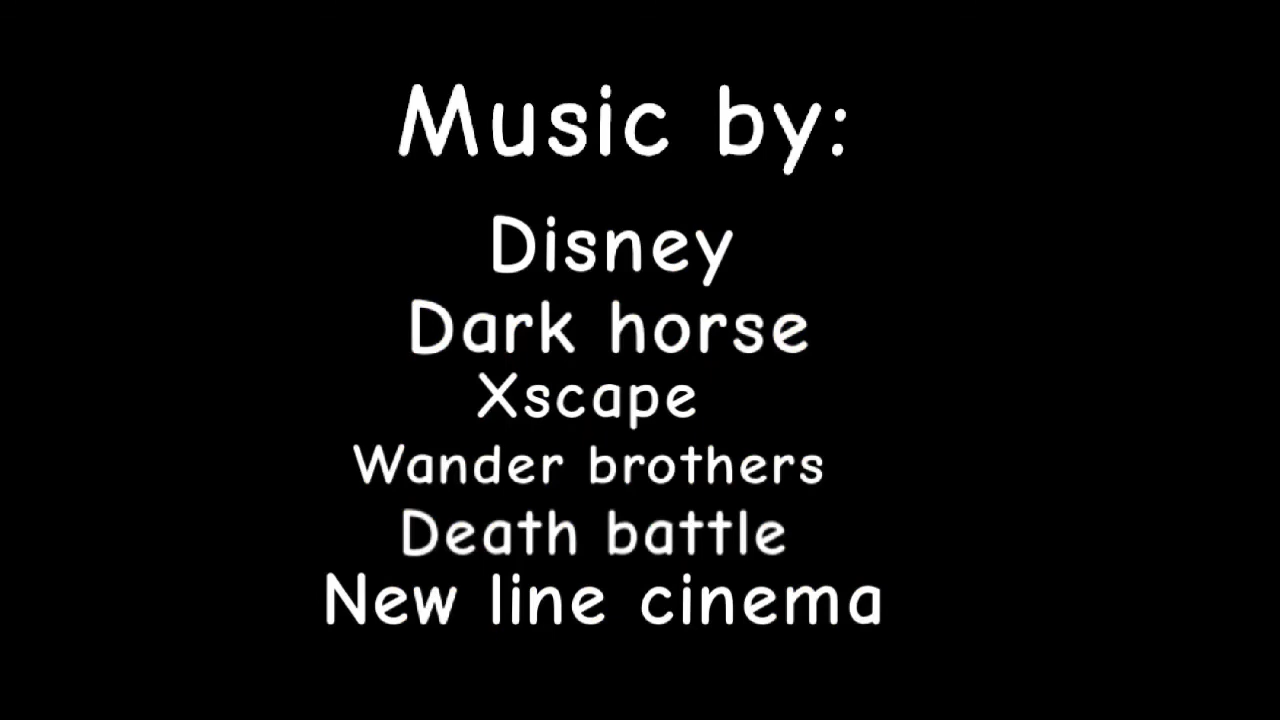 Music by:
Disney
Dark horse
Xscape
Wander brothers
Death battle
New line cinema